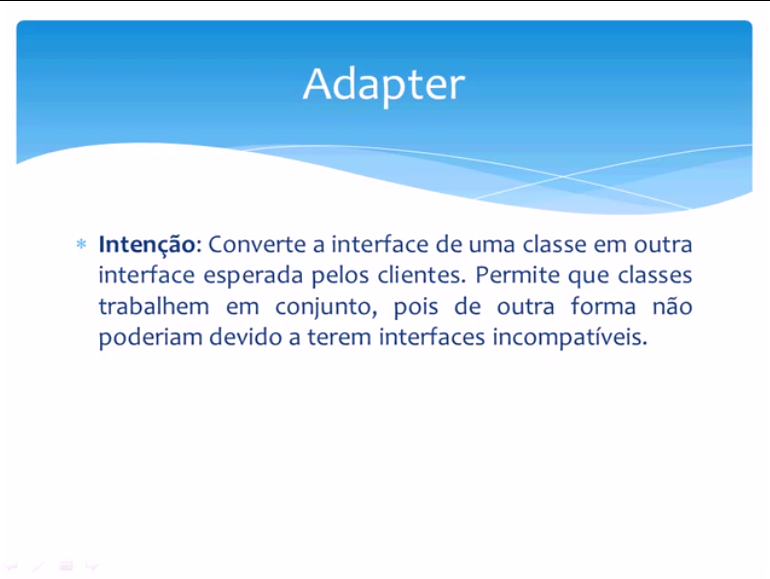 Adapter
* Intenção: Converte a interface de uma classe em outra
interface esperada pelos clientes. Permite que classes
trabalhem em conjunto, pois de outra forma não
poderiam devido a terem interfaces incompatíveis.